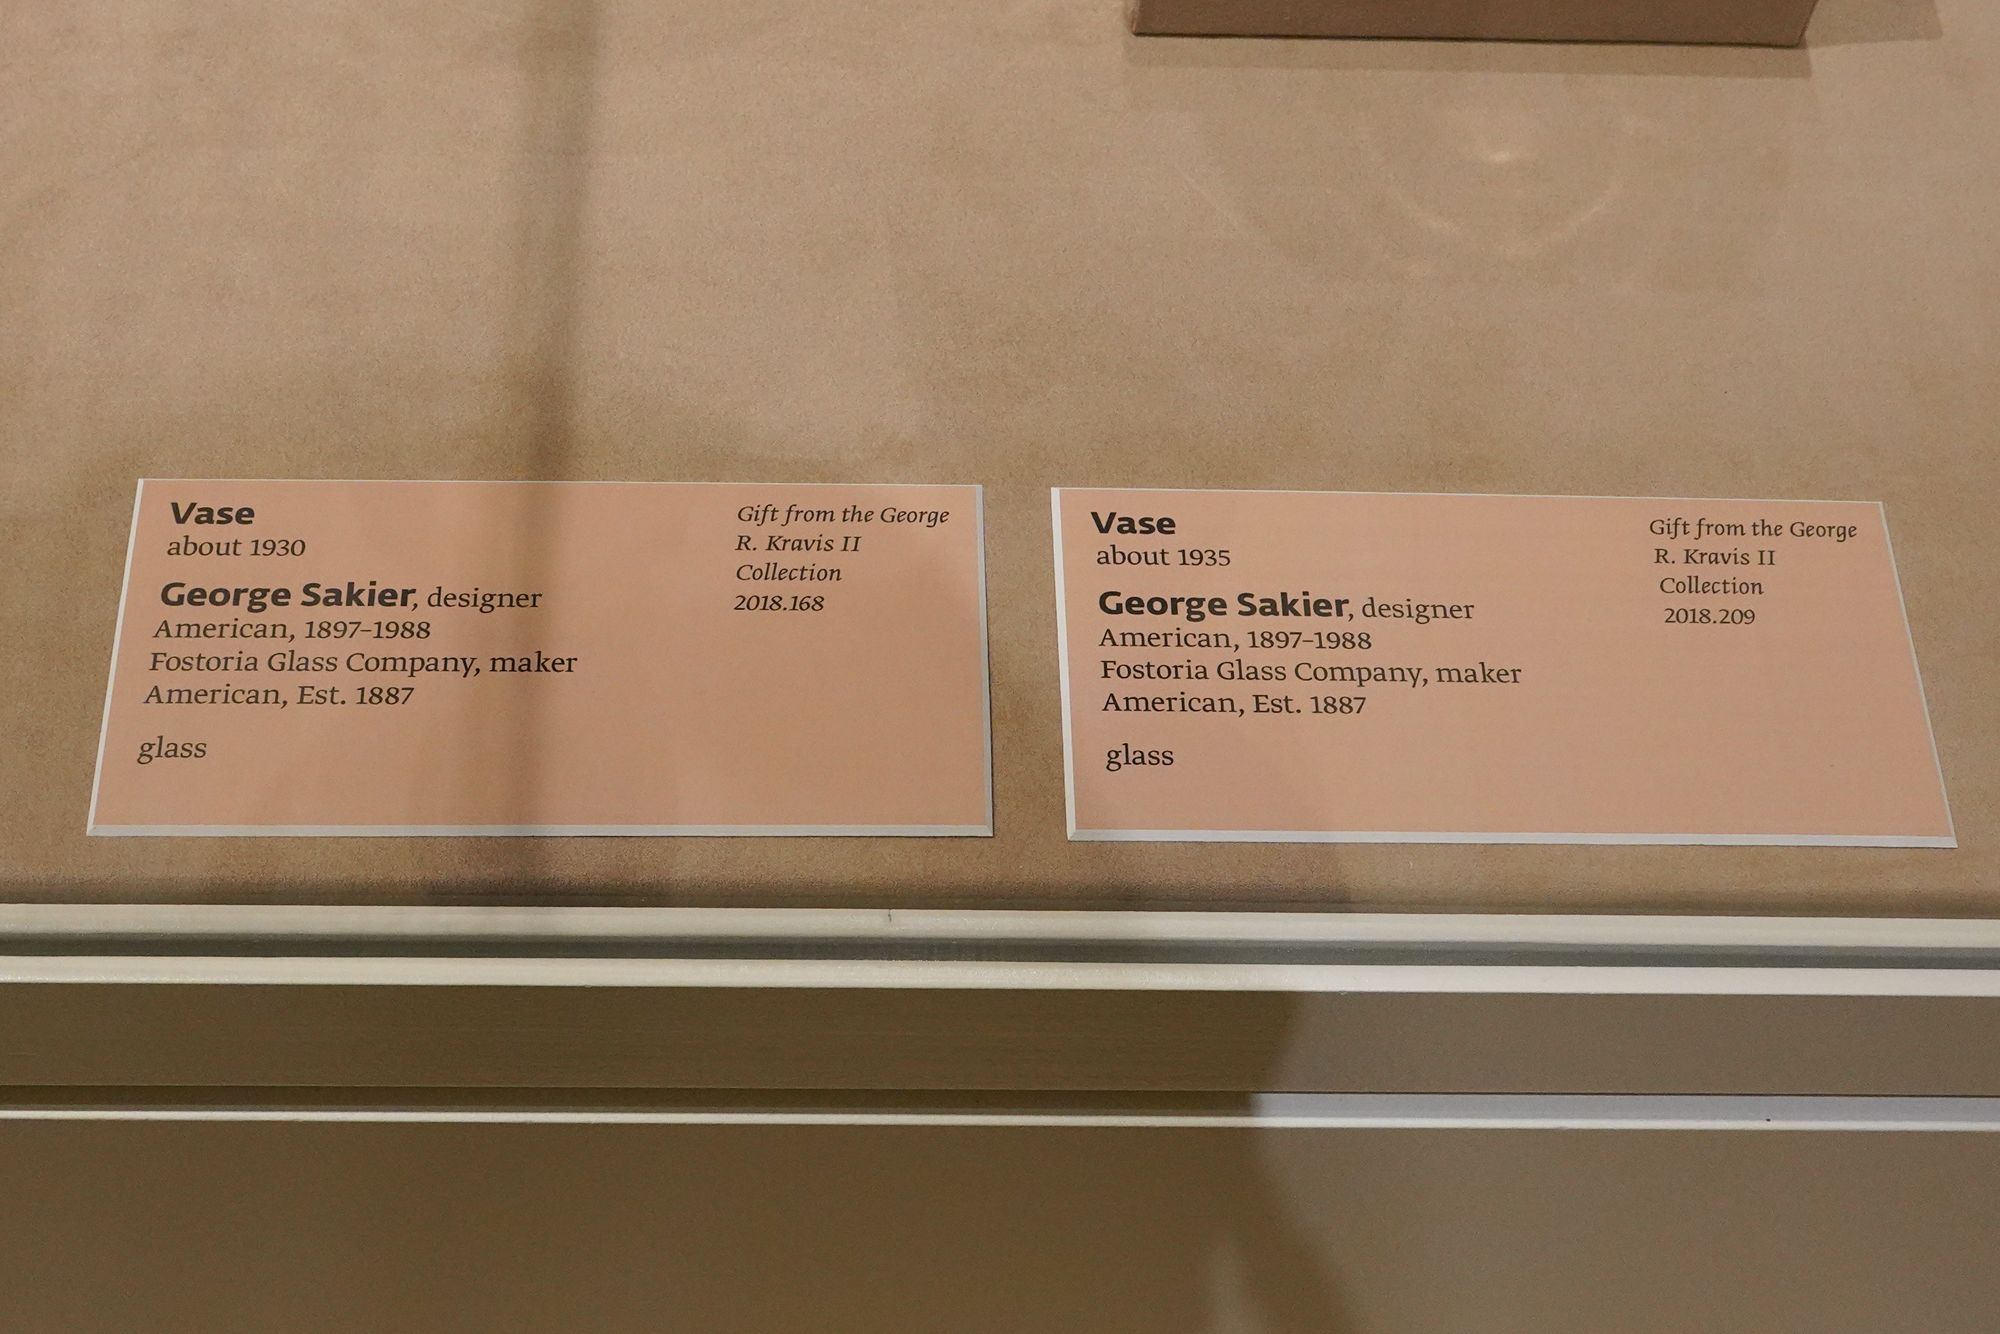 Vase
about 1930
George Sakier, designer
American, 1897–1988
Fostoria Glass Company, maker
American, Est. 1887
glass
Gift from the George
R. Kravis II
Collection
2018.168
Vase
about 1935
George Sakier, designer
American, 1897–1988
Fostoria Glass Company, maker
American, Est. 1887
glass
Gift from the George
R. Kravis II
Collection
2018.209